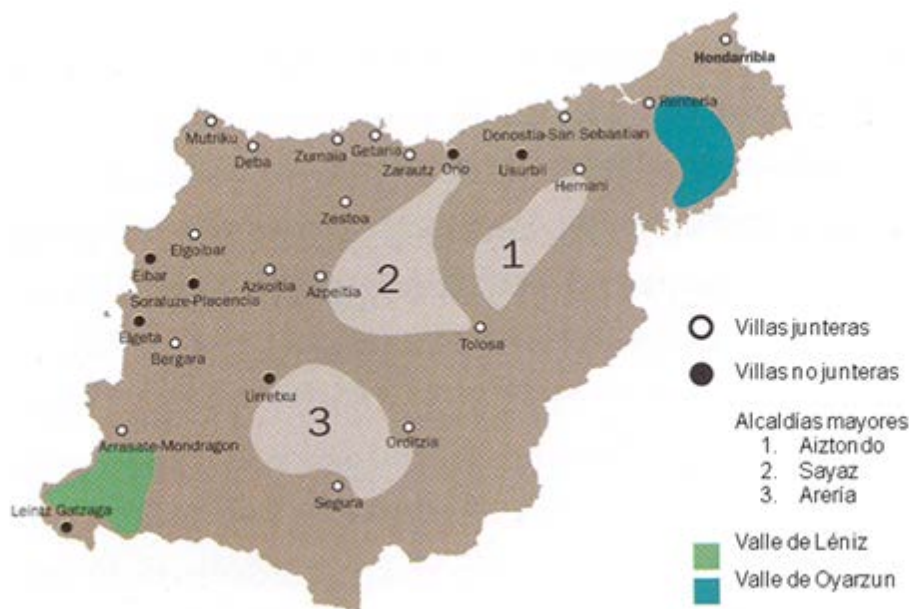 Hondarribia
Renteria
Mutriku
Deba
Zumaia
Getaria
Zarautz
Orio
Usurbil
Donostia-San Sebastian
Hernani
Zestoa
Elgoibar
Eibar
Soraluze-Placencia
Azkoitia
Azpeitia
2
1
Elgeta
Bergara
Tolosa
Urretxu
3
Arrasate-Mondragon
Orditzia
Segura
Leintz Gatzaga
Villas junteras
Villas no junteras
Alcaldías mayores
1. Aiztondo
2 Sayaz
3. Arería
Valle de Léniz
Valle de Oyarzun